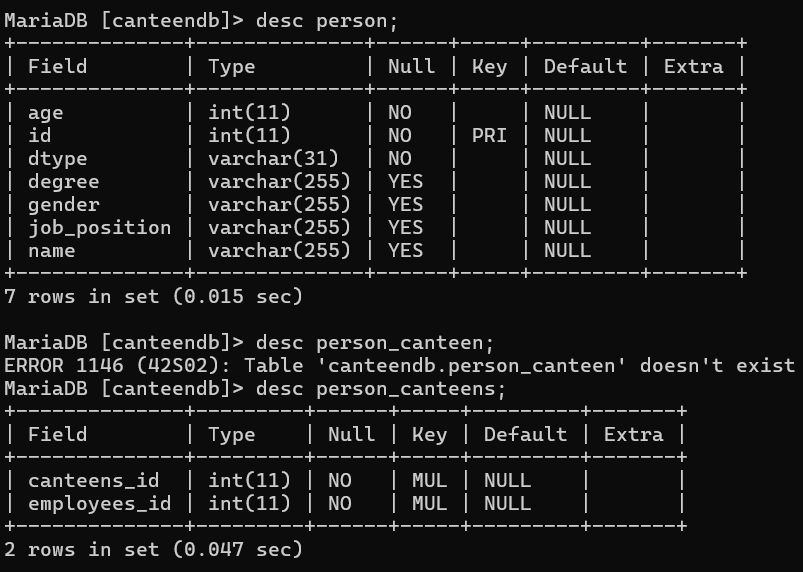 MariaDB [canteendb]> desc person;
+--------------+--------------+------+-----+---------+-------+
| Field        | Type         | Null | Key | Default | Extra |
+--------------+--------------+------+-----+---------+-------+
| age          | int(11)      | NO   |     | NULL    |       |
| id           | int(11)      | NO   | PRI | NULL    |       |
| dtype        | varchar(31)  | NO   |     | NULL    |       |
| degree       | varchar(255) | YES  |     | NULL    |       |
| gender       | varchar(255) | YES  |     | NULL    |       |
| job_position | varchar(255) | YES  |     | NULL    |       |
| name         | varchar(255) | YES  |     | NULL    |       |
+--------------+--------------+------+-----+---------+-------+
7 rows in set (0.015 sec)

MariaDB [canteendb]> desc person_canteen;
ERROR 1146 (42S02): Table 'canteendb.person_canteen' doesn't exist
MariaDB [canteendb]> desc person_canteens;
+--------------+---------+------+-----+---------+-------+
| Field        | Type    | Null | Key | Default | Extra |
+--------------+---------+------+-----+---------+-------+
| canteens_id  | int(11) | NO   | MUL | NULL    |       |
| employees_id | int(11) | NO   | MUL | NULL    |       |
+--------------+---------+------+-----+---------+-------+
2 rows in set (0.047 sec)